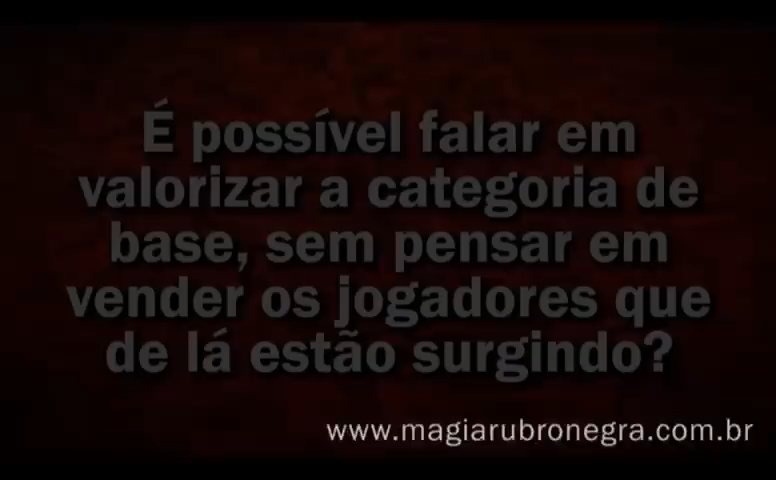 É possível falar em
valorizar a categoria de
base, sem pensar em
vender os jogadores que
de lá estão surgindo?
www.magiarubronegra.com.br